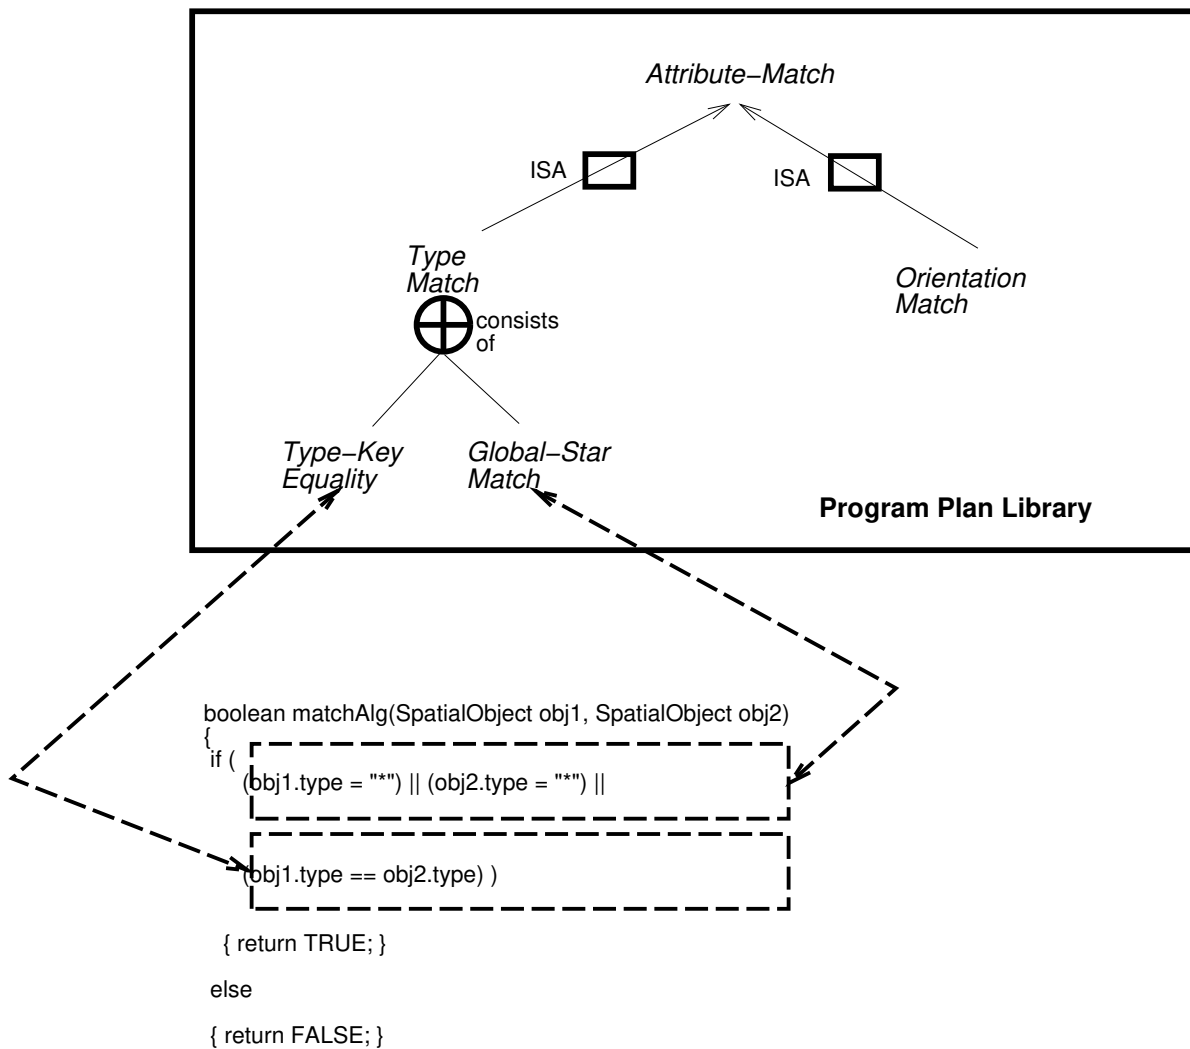 Attribute−Match
ISA
ISA
Type
Match
Orientation
Match
consists
of
Type−Key
Equality
Global−Star
Match
Program Plan Library
boolean matchAlg(SpatialObject obj1, SpatialObject obj2)
{
if (
(obj1.type = "*") || (obj2.type = "*") ||
(obj1.type == obj2.type) )
{ return TRUE; }
else
{ return FALSE; }